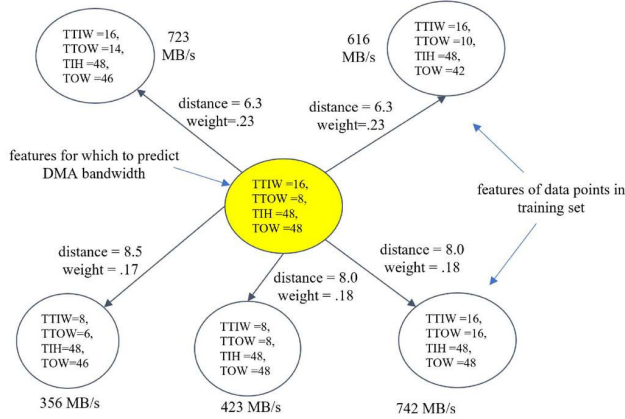 TTIW=16,
TTOW=14,
TIH =48,
TOW =46
723
MB/s
616
MB/s
TTIW=16,
TTOW=10,
TIH =48,
TOW =42
distance = 6.3
weight=.23
distance = 6.3
weight=.23
features for which to predict
DMA bandwidth
TTIW =16,
TTOW =8,
TIH =48,
TOW =48
features of data points in
training set
distance = 8.5
weight = .17
distance = 8.0
weight = .18
distance = 8.0
weight = .18
TTIW=8,
TTOW=6,
TIH=48,
TOW=46
TTIW =8,
TTOW =8,
TIH =48,
TOW =48
TTIW=16,
TTOW =16,
TIH =48,
TOW =48
356 MB/s
423 MB/s
742 MB/s